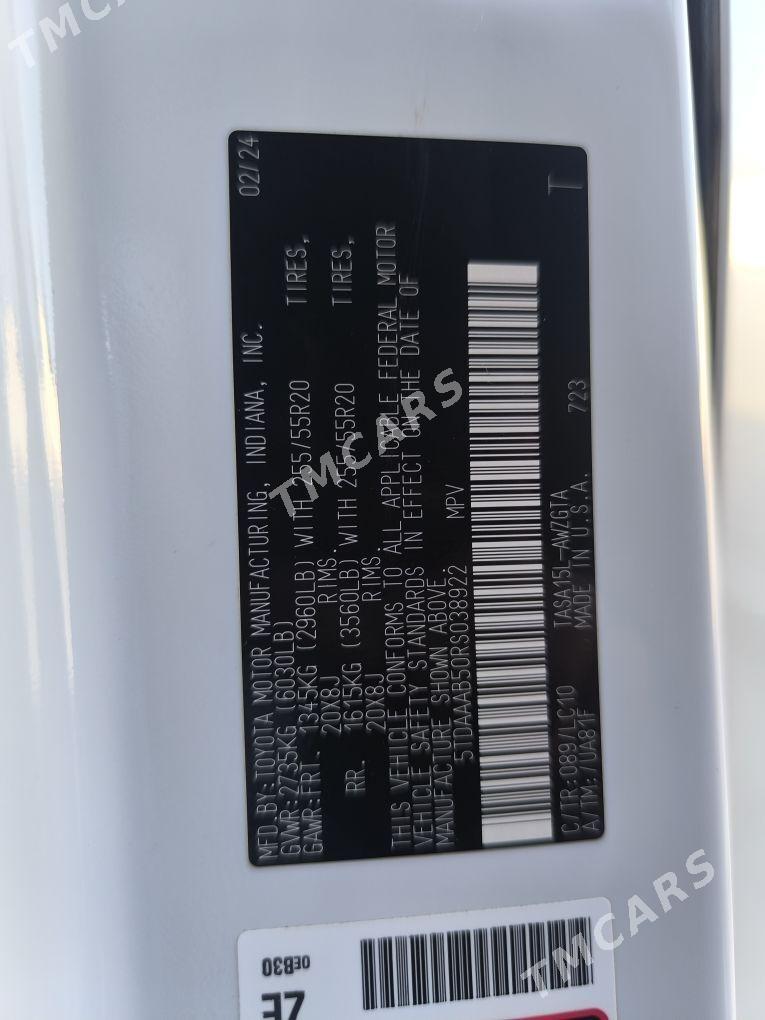 MFD BY:TOYOTA MOTOR MANUFACTURING, INDIANA, INC. 02/24
GVWR:2735KG (6030LB)
GAWR:FRT. 1345KG (2960LB) WITH 255/55R20 TIRES,
20X8J RIMS.
RR. 1615KG (3560LB) WITH 255/55R20 TIRES,
20X8J RIMS.
THIS VEHICLE CONFORMS TO ALL APPLICABLE FEDERAL MOTOR
VEHICLE SAFETY STANDARDS IN EFFECT ON THE DATE OF
MANUFACTURE SHOWN ABOVE.
5TDAAAB50RS038922 MPV
C/TR:089/LC10 TASA15L-AWZGTA 723 T
A/TM: MADE IN U.S.A.
0EB30
ZE
TMCARS
TMCARS
TMCARS